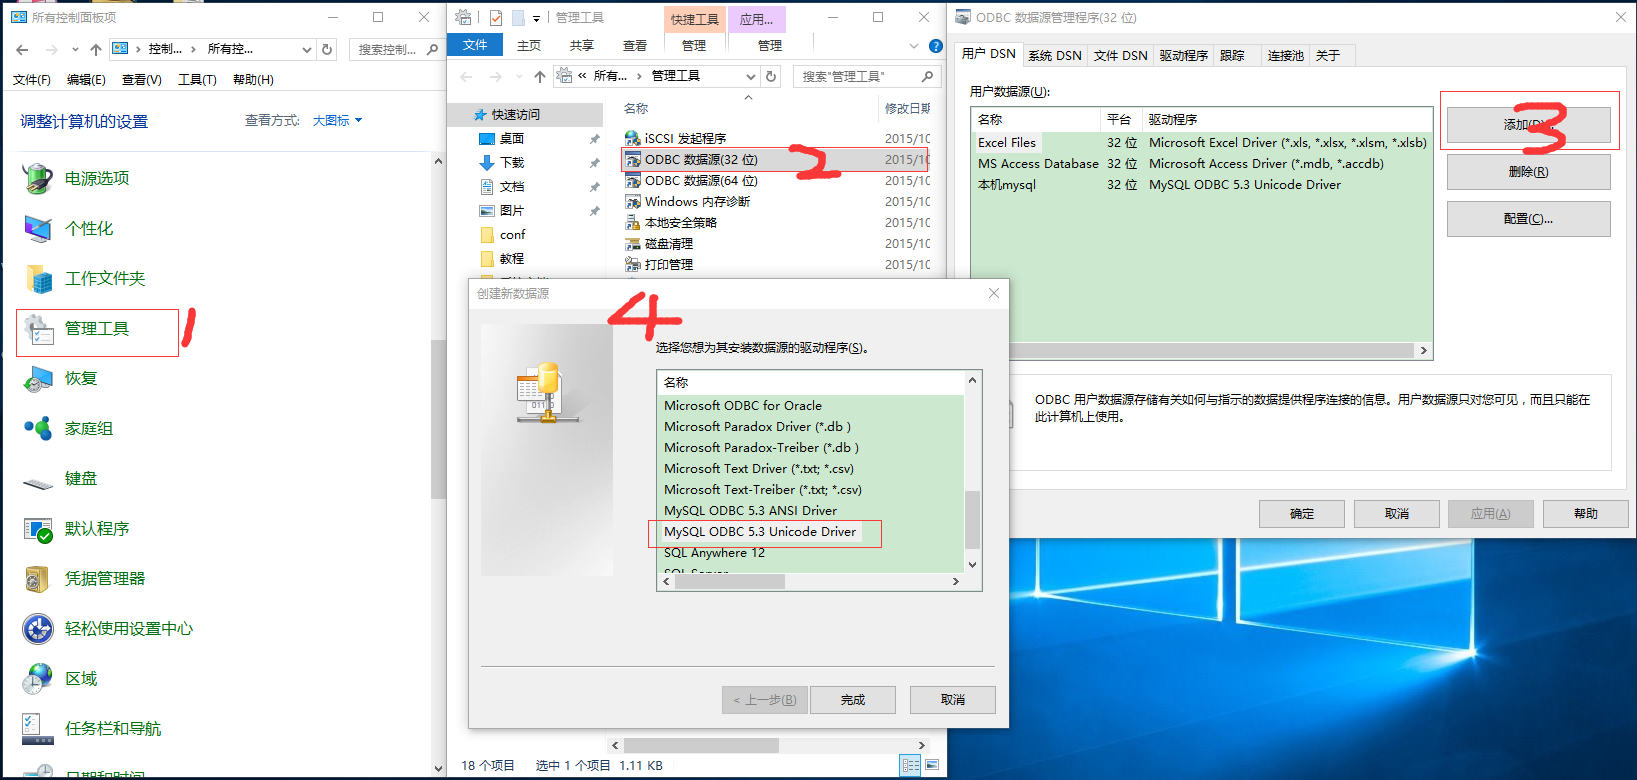 所有控制面板项
控制...
所有控...
搜索控制...
文件(F)
编辑(E)
查看(V)
工具(T)
帮助(H)
调整计算机的设置
查看方式:
大图标
电源选项
个性化
工作文件夹
管理工具
1
恢复
家庭组
键盘
默认程序
凭据管理器
轻松使用设置中心
区域
任务栏和导航
日期和时间
管理工具
快捷工具
应用...
文件
主页
共享
查看
管理
管理
«
所有...
管理工具
搜索"管理工具"
快速访问
桌面
下载
文档
图片
conf
教程
名称
修改日期
iSCSI 发起程序
2015/10
ODBC 数据源(32 位)
2015/10
2
ODBC 数据源(64 位)
2015/10
Windows 内存诊断
2015/10
本地安全策略
2015/10
磁盘清理
2015/10
打印管理
2015/10
18 个项目
选中 1 个项目
1.11 KB
创建新数据源
4
选择您想为其安装数据源的驱动程序(S)。
名称
Microsoft ODBC for Oracle
Microsoft Paradox Driver (*.db )
Microsoft Paradox-Treiber (*.db )
Microsoft Text Driver (*.txt; *.csv)
Microsoft Text-Treiber (*.txt; *.csv)
MySQL ODBC 5.3 ANSI Driver
MySQL ODBC 5.3 Unicode Driver
SQL Anywhere 12
SQL Server
< 上一步(B)
完成
取消
ODBC 数据源管理程序(32 位)
用户 DSN
系统 DSN
文件 DSN
驱动程序
跟踪
连接池
关于
用户数据源(U):
名称
平台
驱动程序
Excel Files
32 位
Microsoft Excel Driver (*.xls, *.xlsx, *.xlsm, *.xlsb)
MS Access Database
32 位
Microsoft Access Driver (*.mdb, *.accdb)
本机mysql
32 位
MySQL ODBC 5.3 Unicode Driver
添加(D)...
3
删除(R)
配置(C)...
ODBC 用户数据源存储有关如何与指示的数据提供程序连接的信息。用户数据源只对您可见，而且只能在
此计算机上使用。
确定
取消
应用(A)
帮助